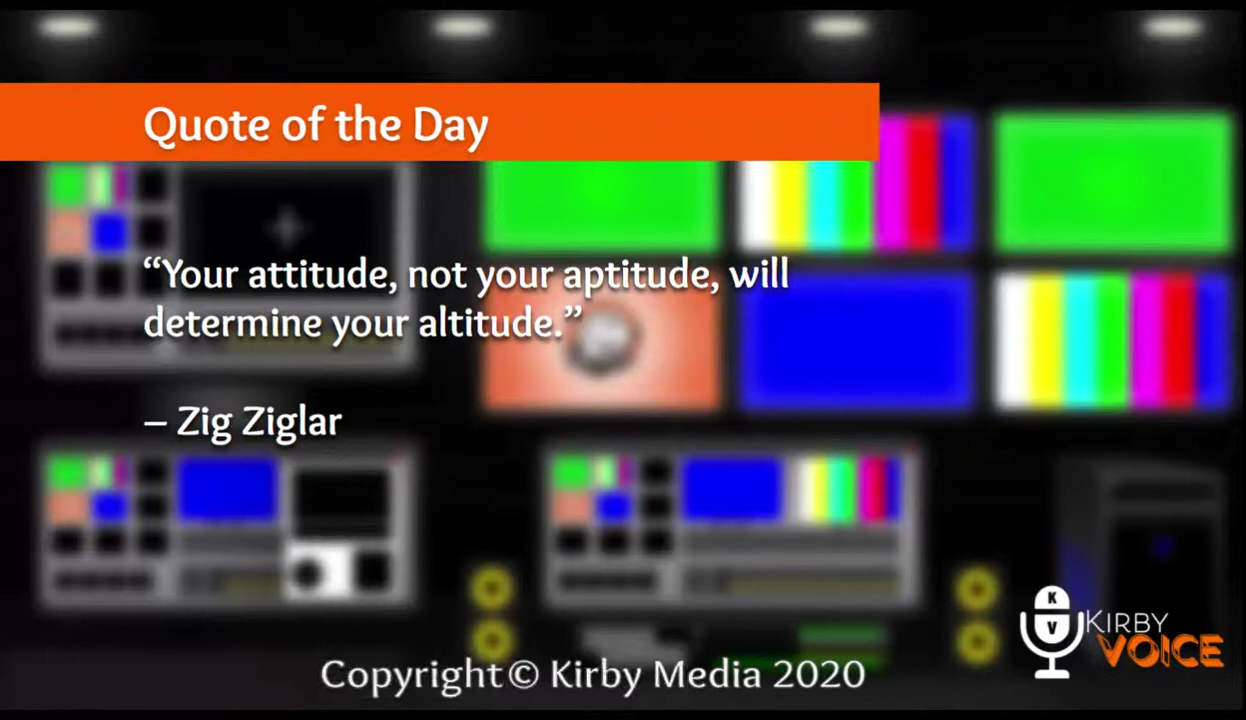 Quote of the Day
“Your attitude, not your aptitude, will
determine your altitude.”
– Zig Ziglar
K
V
KIRBY
VOICE
Copyright© Kirby Media 2020